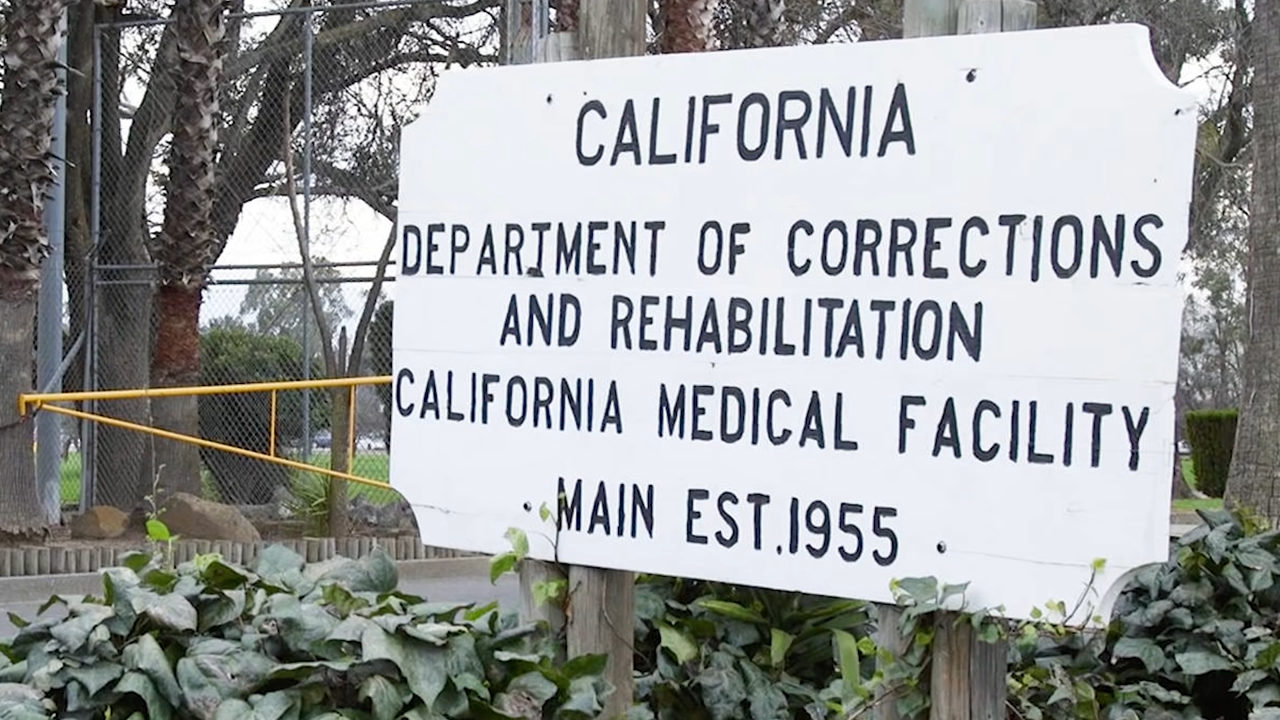 CALIFORNIA
DEPARTMENT OF CORRECTIONS
AND REHABILITATION
CALIFORNIA MEDICAL FACILITY
MAIN EST.1955